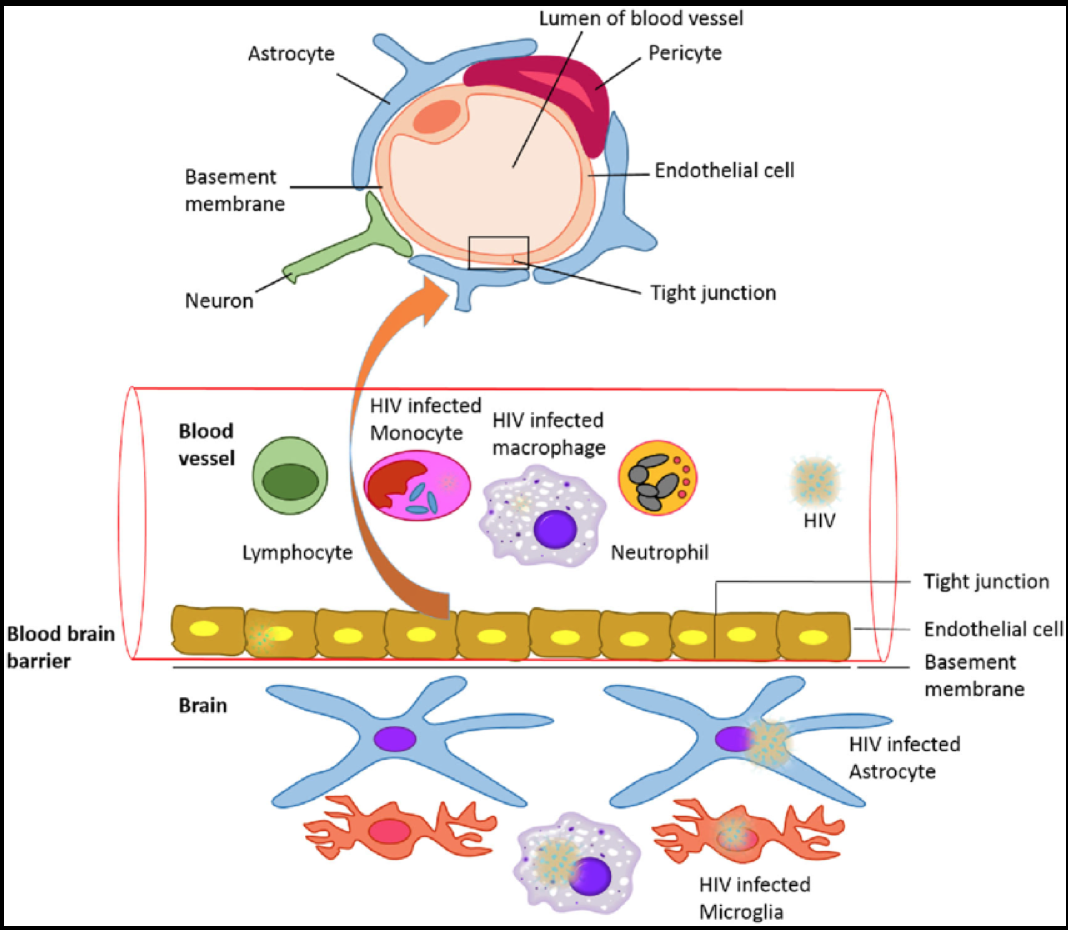 Lumen of blood vessel
Astrocyte
Pericyte
Basement
membrane
Endothelial cell
Neuron
Tight junction
Blood
vessel
HIV infected
Monocyte
HIV infected
macrophage
HIV
Lymphocyte
Neutrophil
Tight junction
Blood brain
barrier
Endothelial cell
Basement
membrane
Brain
HIV infected
Astrocyte
HIV infected
Microglia